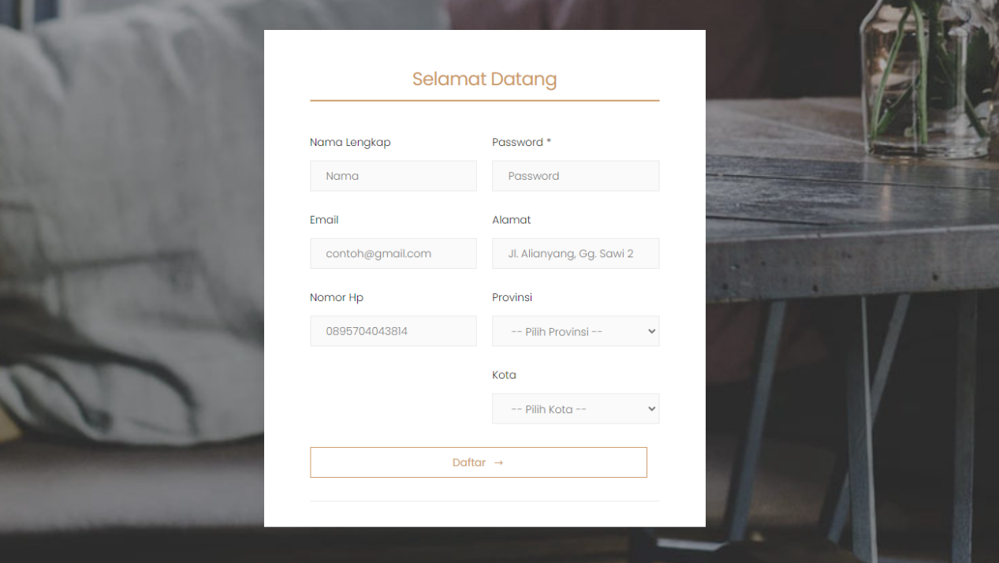 Selamat Datang
Nama Lengkap
Nama
Password *
Password
Email
contoh@gmail.com
Alamat
Jl. Alianyang, Gg. Sawi 2
Nomor Hp
0895704043814
Provinsi
-- Pilih Provinsi --
Kota
-- Pilih Kota --
Daftar →